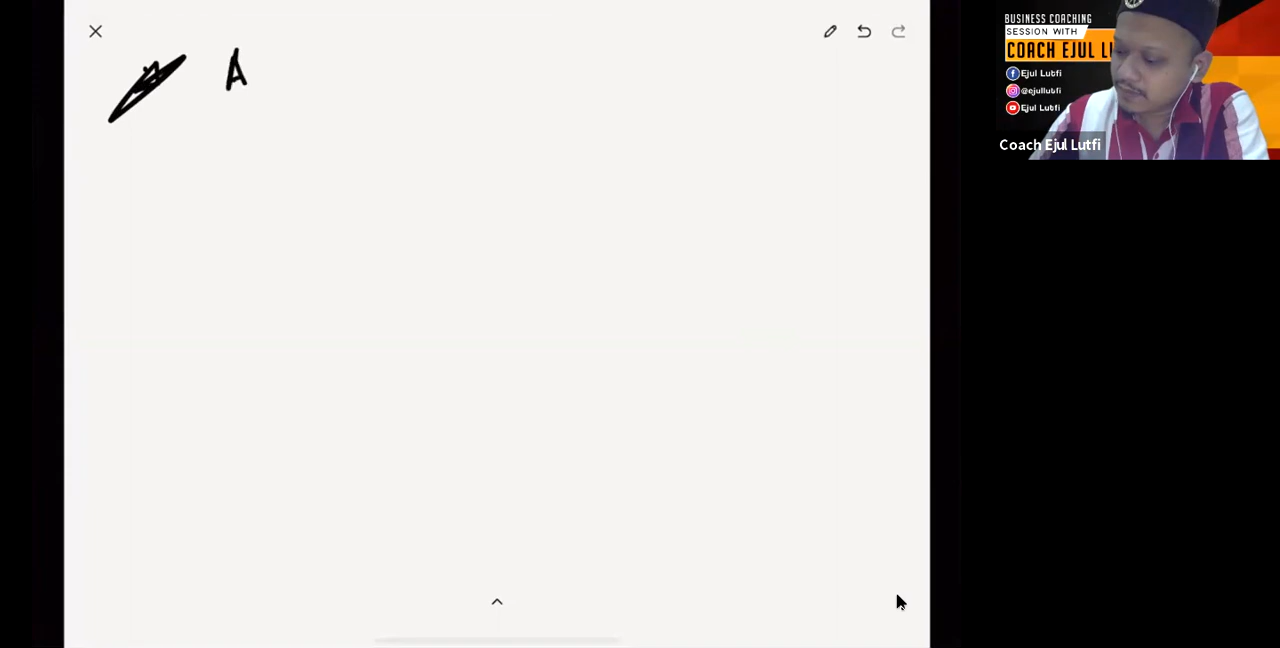 A
BUSINESS COACHING
SESSION WITH
COACH EJUL
Ejul Lutfi
@ejullutfi
Ejul Lutfi
Coach Ejul Lutfi